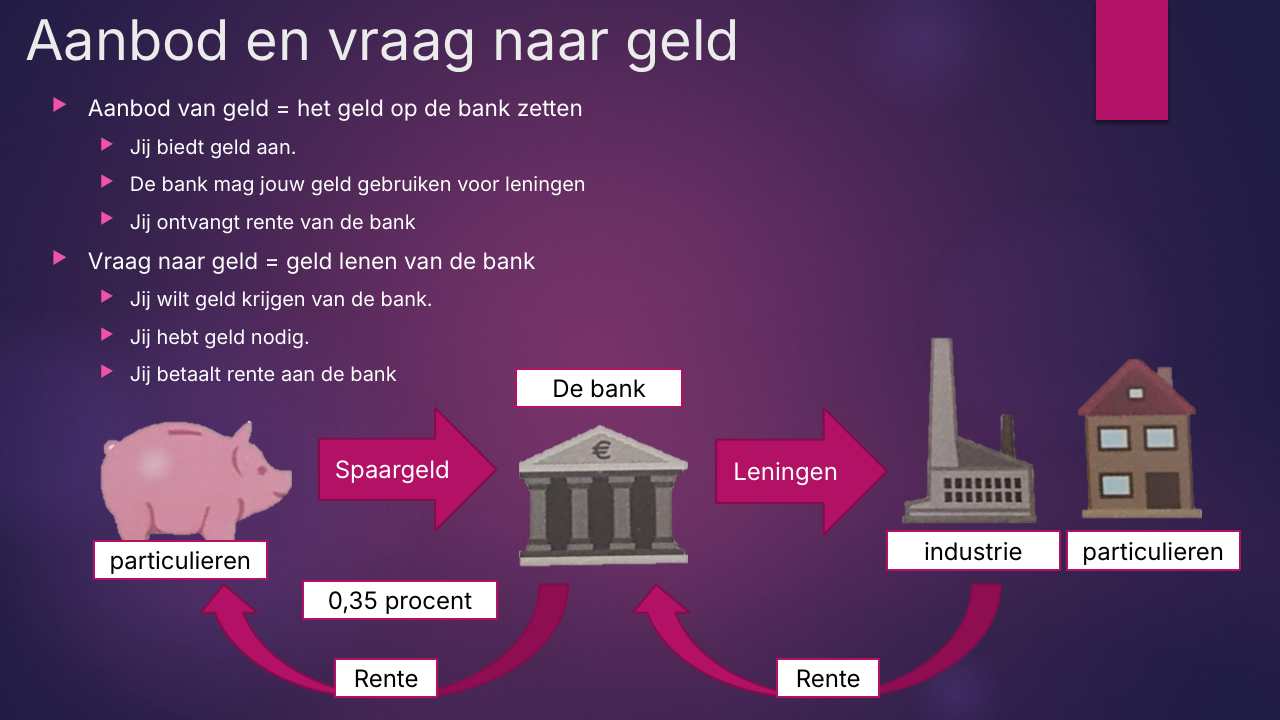 Aanbod en vraag naar geld
Aanbod van geld = het geld op de bank zetten
Jij biedt geld aan.
De bank mag jouw geld gebruiken voor leningen
Jij ontvangt rente van de bank
Vraag naar geld = geld lenen van de bank
Jij wilt geld krijgen van de bank.
Jij hebt geld nodig.
Jij betaalt rente aan de bank
De bank
€
Spaargeld
Leningen
particulieren
industrie
particulieren
0,35 procent
Rente
Rente